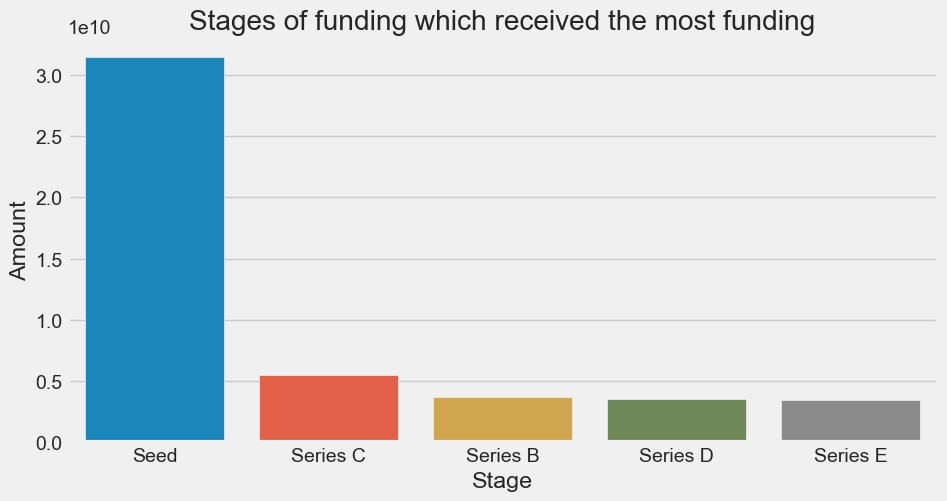 Stages of funding which received the most funding
1e10
3.0
2.5
2.0
1.5
1.0
0.5
0.0
Amount
Seed
Series C
Series B
Series D
Series E
Stage